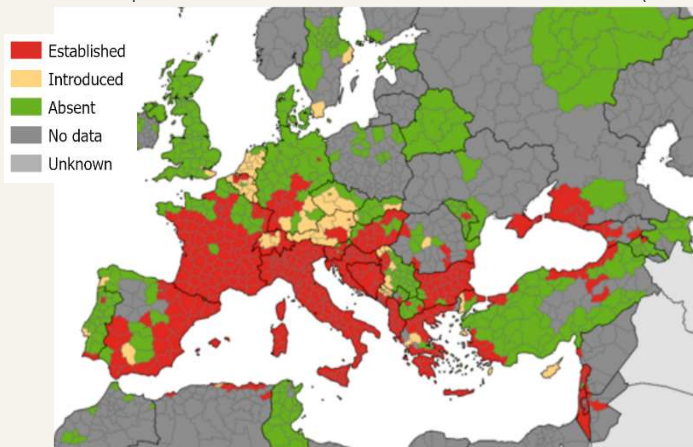 Established
Introduced
Absent
No data
Unknown